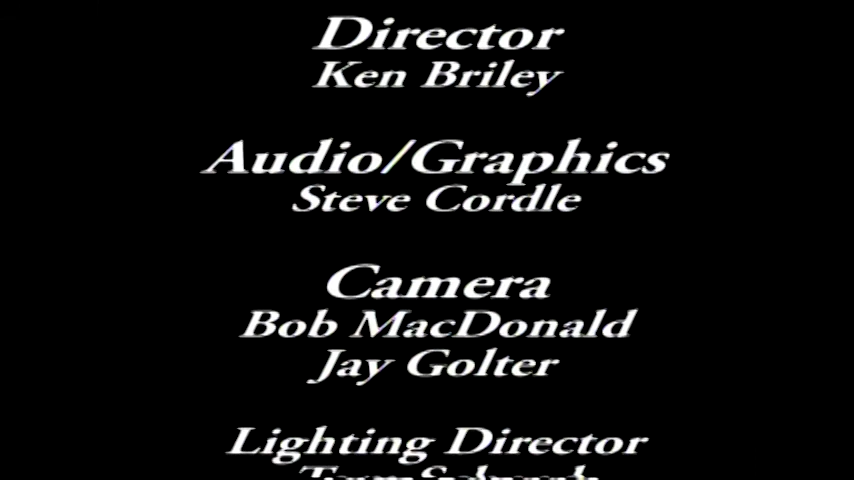 Director
Ken Briley
Audio/Graphics
Steve Cordle
Camera
Bob MacDonald
Jay Golter
Lighting Director